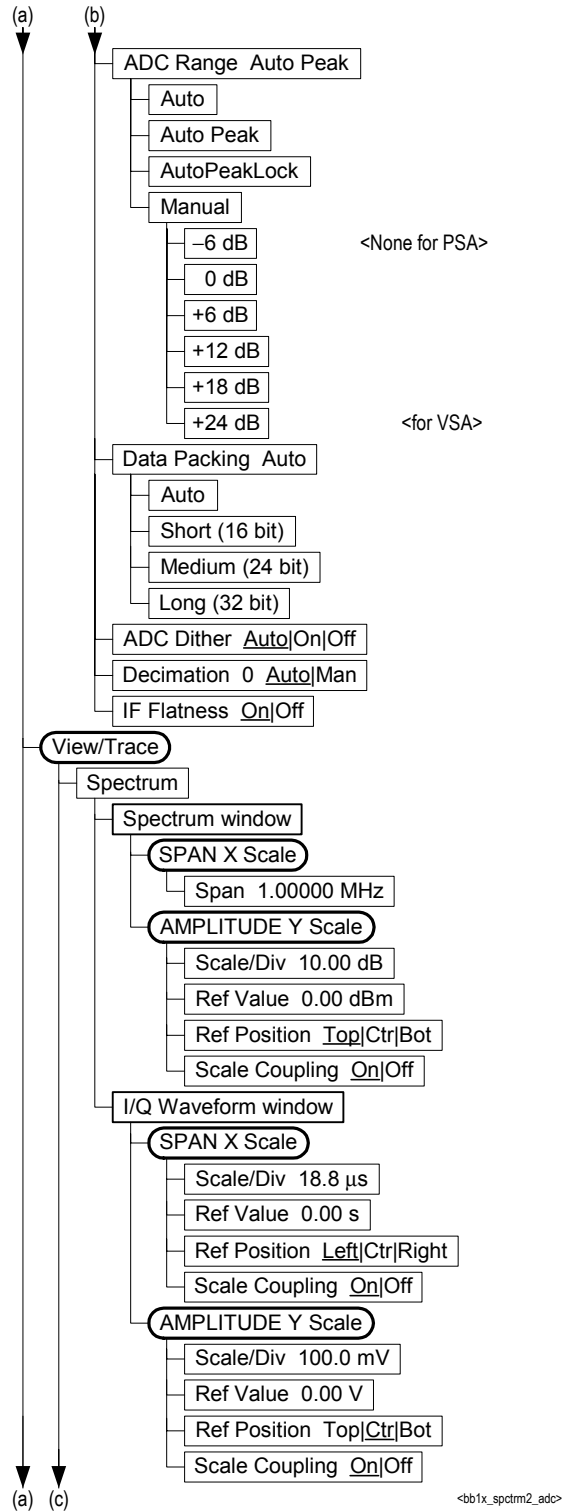 (a) (b)
ADC Range Auto Peak
Auto
Auto Peak
AutoPeakLock
Manual
–6 dB <None for PSA>
0 dB
+6 dB
+12 dB
+18 dB
+24 dB <for VSA>
Data Packing Auto
Auto
Short (16 bit)
Medium (24 bit)
Long (32 bit)
ADC Dither Auto|On|Off
Decimation 0 Auto|Man
IF Flatness On|Off
View/Trace
Spectrum
Spectrum window
SPAN X Scale
Span 1.00000 MHz
AMPLITUDE Y Scale
Scale/Div 10.00 dB
Ref Value 0.00 dBm
Ref Position Top|Ctr|Bot
Scale Coupling On|Off
I/Q Waveform window
SPAN X Scale
Scale/Div 18.8 μs
Ref Value 0.00 s
Ref Position Left|Ctr|Right
Scale Coupling On|Off
AMPLITUDE Y Scale
Scale/Div 100.0 mV
Ref Value 0.00 V
Ref Position Top|Ctr|Bot
Scale Coupling On|Off
(a) (c) <bb1x_spctrm2_adc>